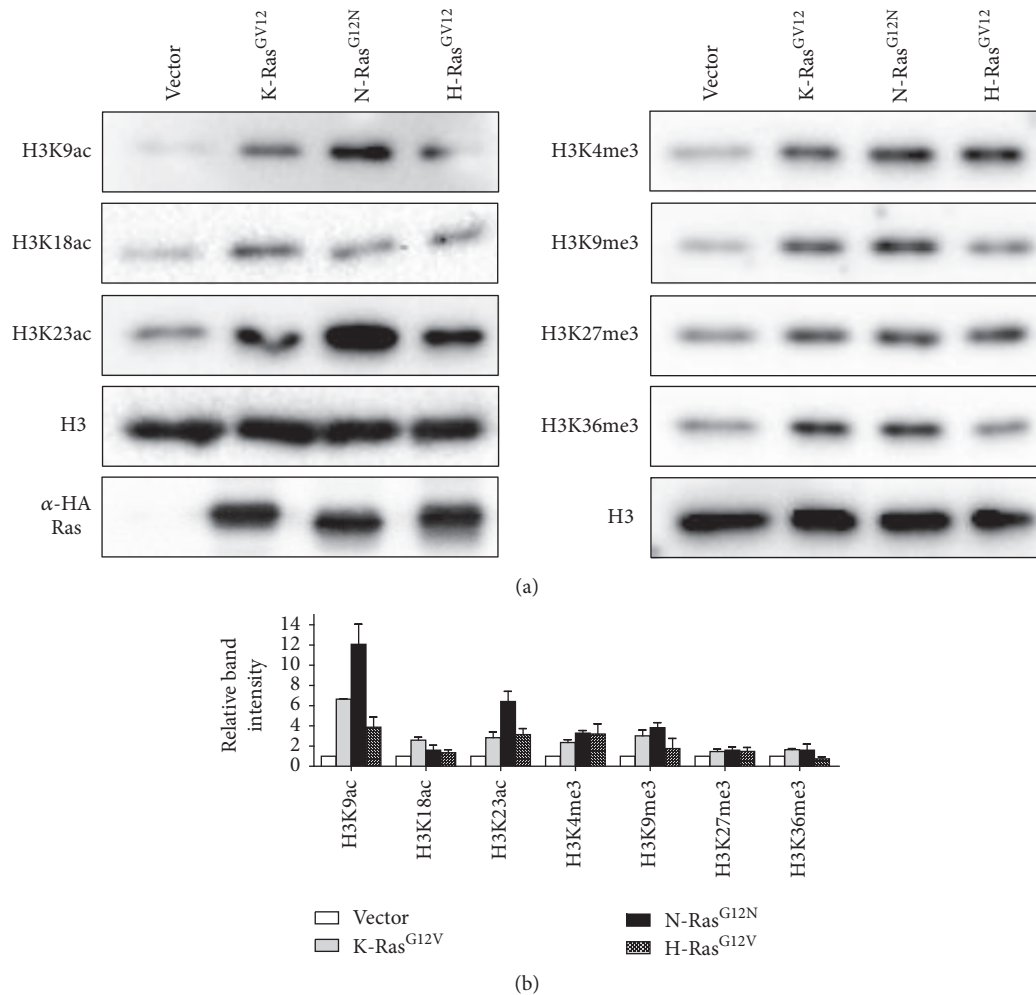 Vector K-Ras^GV12 N-Ras^G12N H-Ras^GV12
H3K9ac
H3K18ac
H3K23ac
H3
α-HA
Ras
Vector K-Ras^GV12 N-Ras^G12N H-Ras^GV12
H3K4me3
H3K9me3
H3K27me3
H3K36me3
H3
(a)
Relative band
intensity
14
12
10
8
6
4
2
0
H3K9ac
H3K18ac
H3K23ac
H3K4me3
H3K9me3
H3K27me3
H3K36me3
Vector
K-Ras^G12V
N-Ras^G12N
H-Ras^G12V
(b)